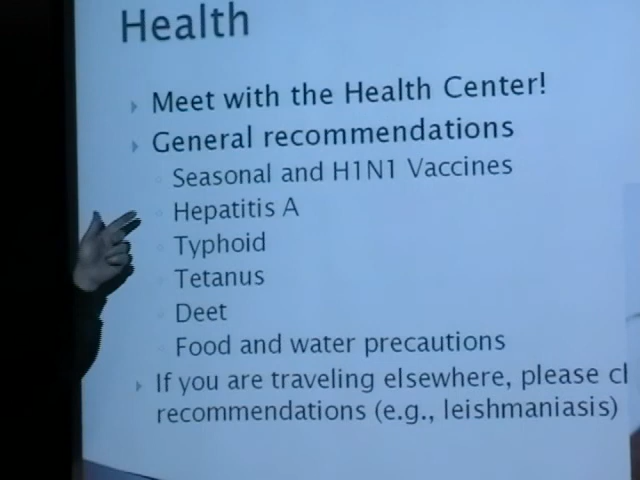 Health
Meet with the Health Center!
General recommendations
Seasonal and H1N1 Vaccines
Hepatitis A
Typhoid
Tetanus
Deet
Food and water precautions
If you are traveling elsewhere, please
recommendations (e.g., leishmaniasis)